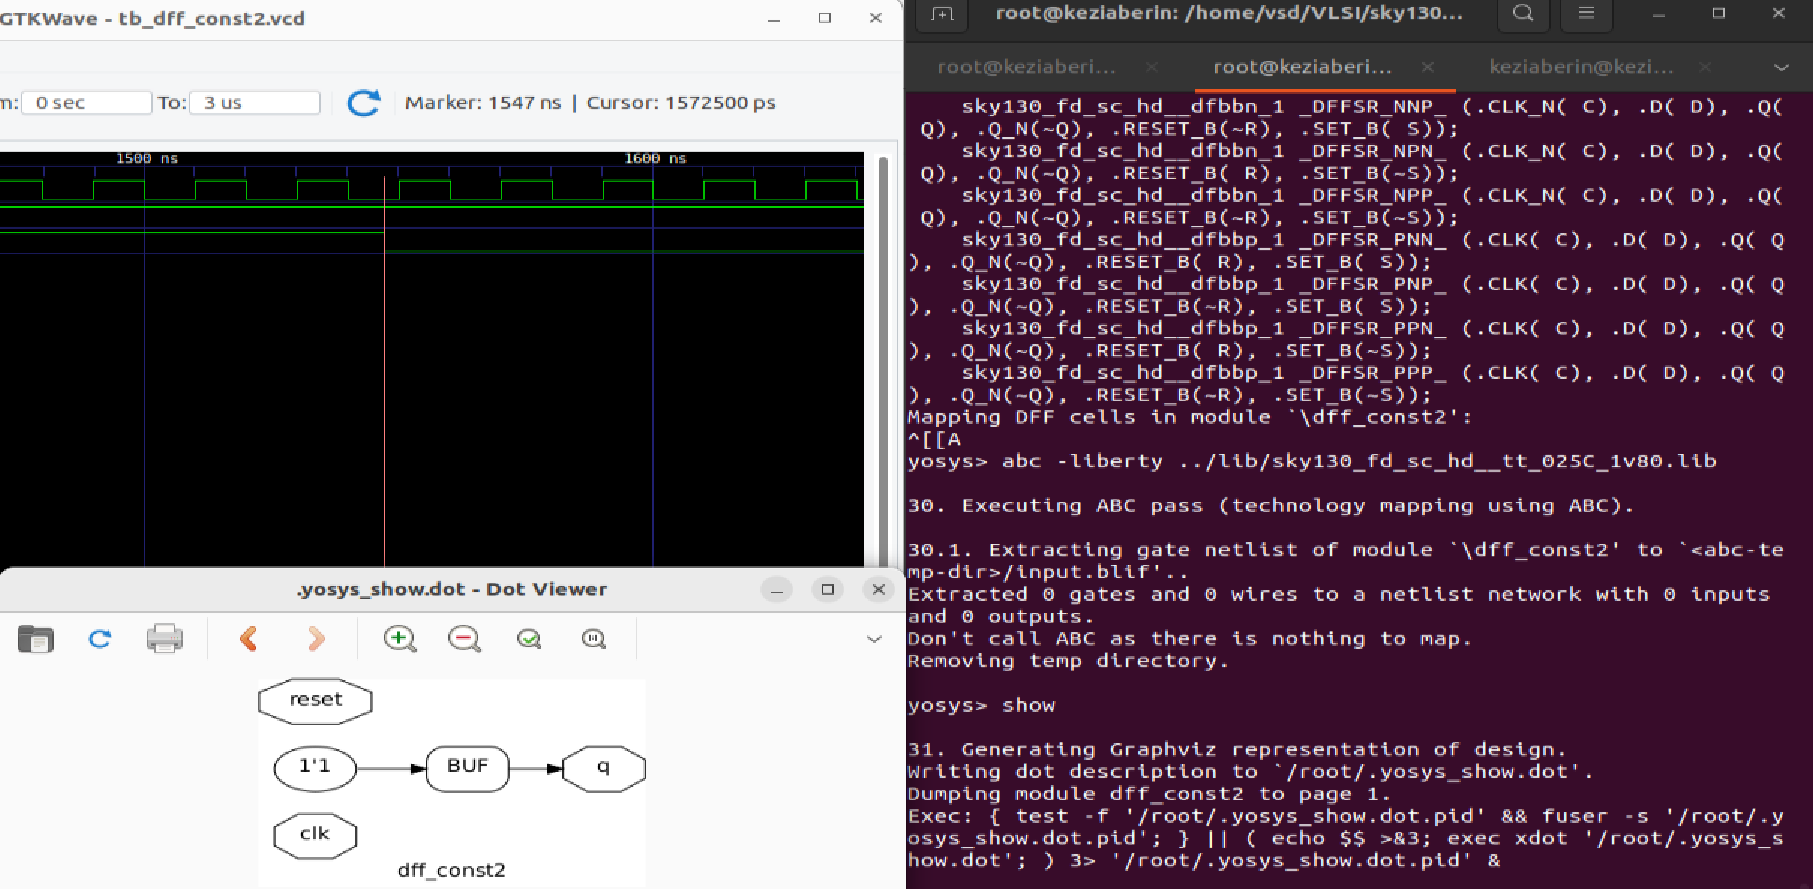 GTKWave - tb_dff_const2.vcd
m: 0 sec To: 3 us Marker: 1547 ns | Cursor: 1572500 ps
1500 ns 1600 ns
.yosys_show.dot - Dot Viewer
reset
1'1 BUF q
clk
dff_const2
root@keziaberin: /home/vsd/VLSI/sky130...
root@keziaberi... root@keziaberi... keziaberin@kezi...
sky130_fd_sc_hd__dfbbn_1 _DFFSR_NNP_ (.CLK_N( C), .D( D), .Q(
Q), .Q_N(~Q), .RESET_B(~R), .SET_B( S));
sky130_fd_sc_hd__dfbbn_1 _DFFSR_NPN_ (.CLK_N( C), .D( D), .Q(
Q), .Q_N(~Q), .RESET_B( R), .SET_B(~S));
sky130_fd_sc_hd__dfbbn_1 _DFFSR_NPP_ (.CLK_N( C), .D( D), .Q(
Q), .Q_N(~Q), .RESET_B(~R), .SET_B(~S));
sky130_fd_sc_hd__dfbbp_1 _DFFSR_PNN_ (.CLK( C), .D( D), .Q( Q
), .Q_N(~Q), .RESET_B( R), .SET_B( S));
sky130_fd_sc_hd__dfbbp_1 _DFFSR_PNP_ (.CLK( C), .D( D), .Q( Q
), .Q_N(~Q), .RESET_B(~R), .SET_B( S));
sky130_fd_sc_hd__dfbbp_1 _DFFSR_PPN_ (.CLK( C), .D( D), .Q( Q
), .Q_N(~Q), .RESET_B( R), .SET_B(~S));
sky130_fd_sc_hd__dfbbp_1 _DFFSR_PPP_ (.CLK( C), .D( D), .Q( Q
), .Q_N(~Q), .RESET_B(~R), .SET_B(~S));
Mapping DFF cells in module `\dff_const2':
^[[A
yosys> abc -liberty ../lib/sky130_fd_sc_hd__tt_025C_1v80.lib
30. Executing ABC pass (technology mapping using ABC).
30.1. Extracting gate netlist of module `\dff_const2' to `<abc-te
mp-dir>/input.blif'..
Extracted 0 gates and 0 wires to a netlist network with 0 inputs
and 0 outputs.
Don't call ABC as there is nothing to map.
Removing temp directory.
yosys> show
31. Generating Graphviz representation of design.
Writing dot description to `/root/.yosys_show.dot'.
Dumping module dff_const2 to page 1.
Exec: { test -f '/root/.yosys_show.dot.pid' && fuser -s '/root/.y
osys_show.dot.pid'; } || ( echo $$ >&3; exec xdot '/root/.yosys_s
how.dot'; ) 3> '/root/.yosys_show.dot.pid' &